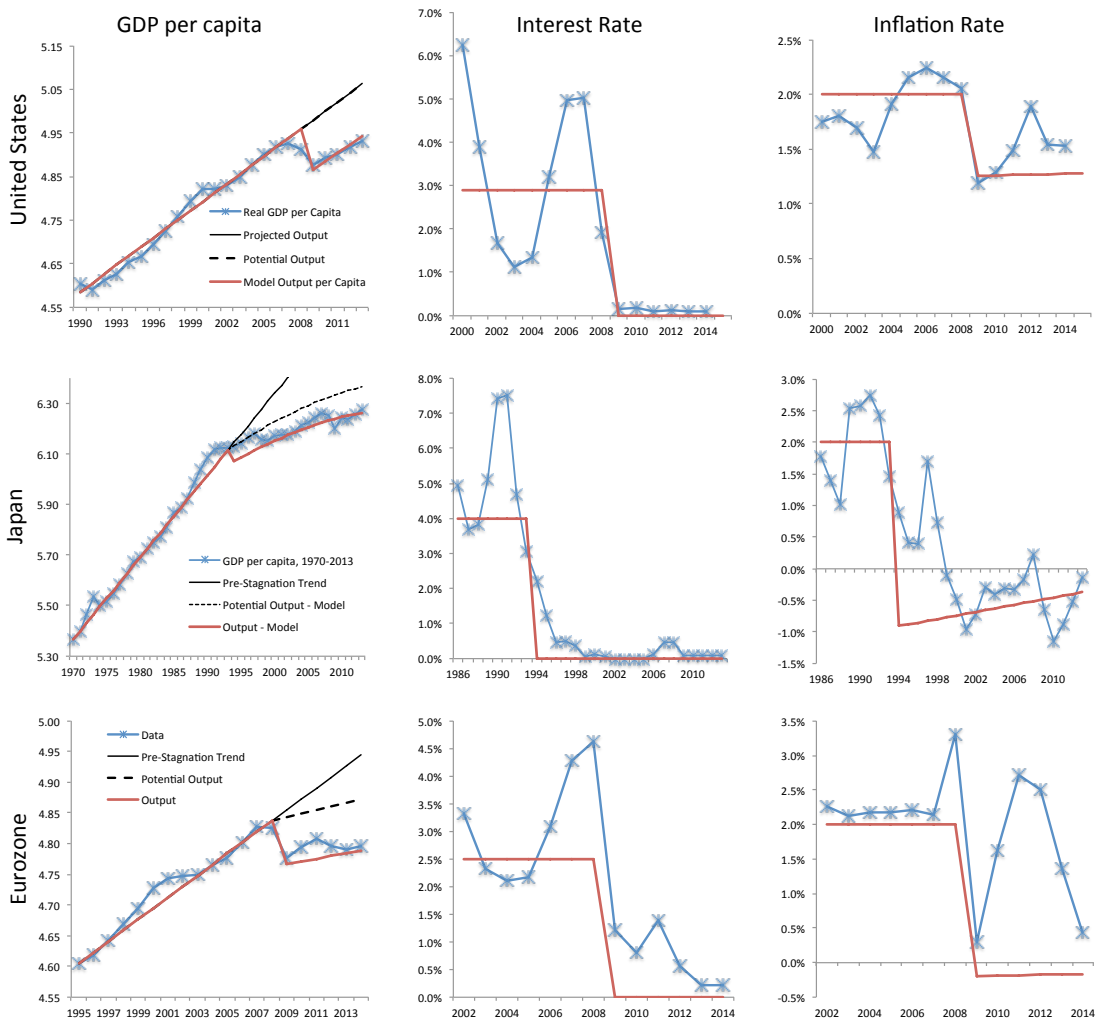 GDP per capita
Interest Rate
Inflation Rate
United States
5.15
5.05
4.95
4.85
4.75
4.65
4.55
Real GDP per Capita
Projected Output
Potential Output
Model Output per Capita
1990 1993 1996 1999 2002 2005 2008 2011
7.0%
6.0%
5.0%
4.0%
3.0%
2.0%
1.0%
0.0%
2000 2002 2004 2006 2008 2010 2012 2014
2.5%
2.0%
1.5%
1.0%
0.5%
0.0%
2000 2002 2004 2006 2008 2010 2012 2014
Japan
6.30
6.10
5.90
5.70
5.50
5.30
GDP per capita, 1970-2013
Pre-Stagnation Trend
Potential Output - Model
Output - Model
1970 1975 1980 1985 1990 1995 2000 2005 2010
8.0%
7.0%
6.0%
5.0%
4.0%
3.0%
2.0%
1.0%
0.0%
1986 1990 1994 1998 2002 2006 2010
3.0%
2.5%
2.0%
1.5%
1.0%
0.5%
0.0%
-0.5%
-1.0%
-1.5%
1986 1990 1994 1998 2002 2006 2010
Eurozone
5.00
4.95
4.90
4.85
4.80
4.75
4.70
4.65
4.60
4.55
Data
Pre-Stagnation Trend
Potential Output
Output
1995 1997 1999 2001 2003 2005 2007 2009 2011 2013
5.0%
4.5%
4.0%
3.5%
3.0%
2.5%
2.0%
1.5%
1.0%
0.5%
0.0%
2002 2004 2006 2008 2010 2012 2014
3.5%
3.0%
2.5%
2.0%
1.5%
1.0%
0.5%
0.0%
-0.5%
2002 2004 2006 2008 2010 2012 2014